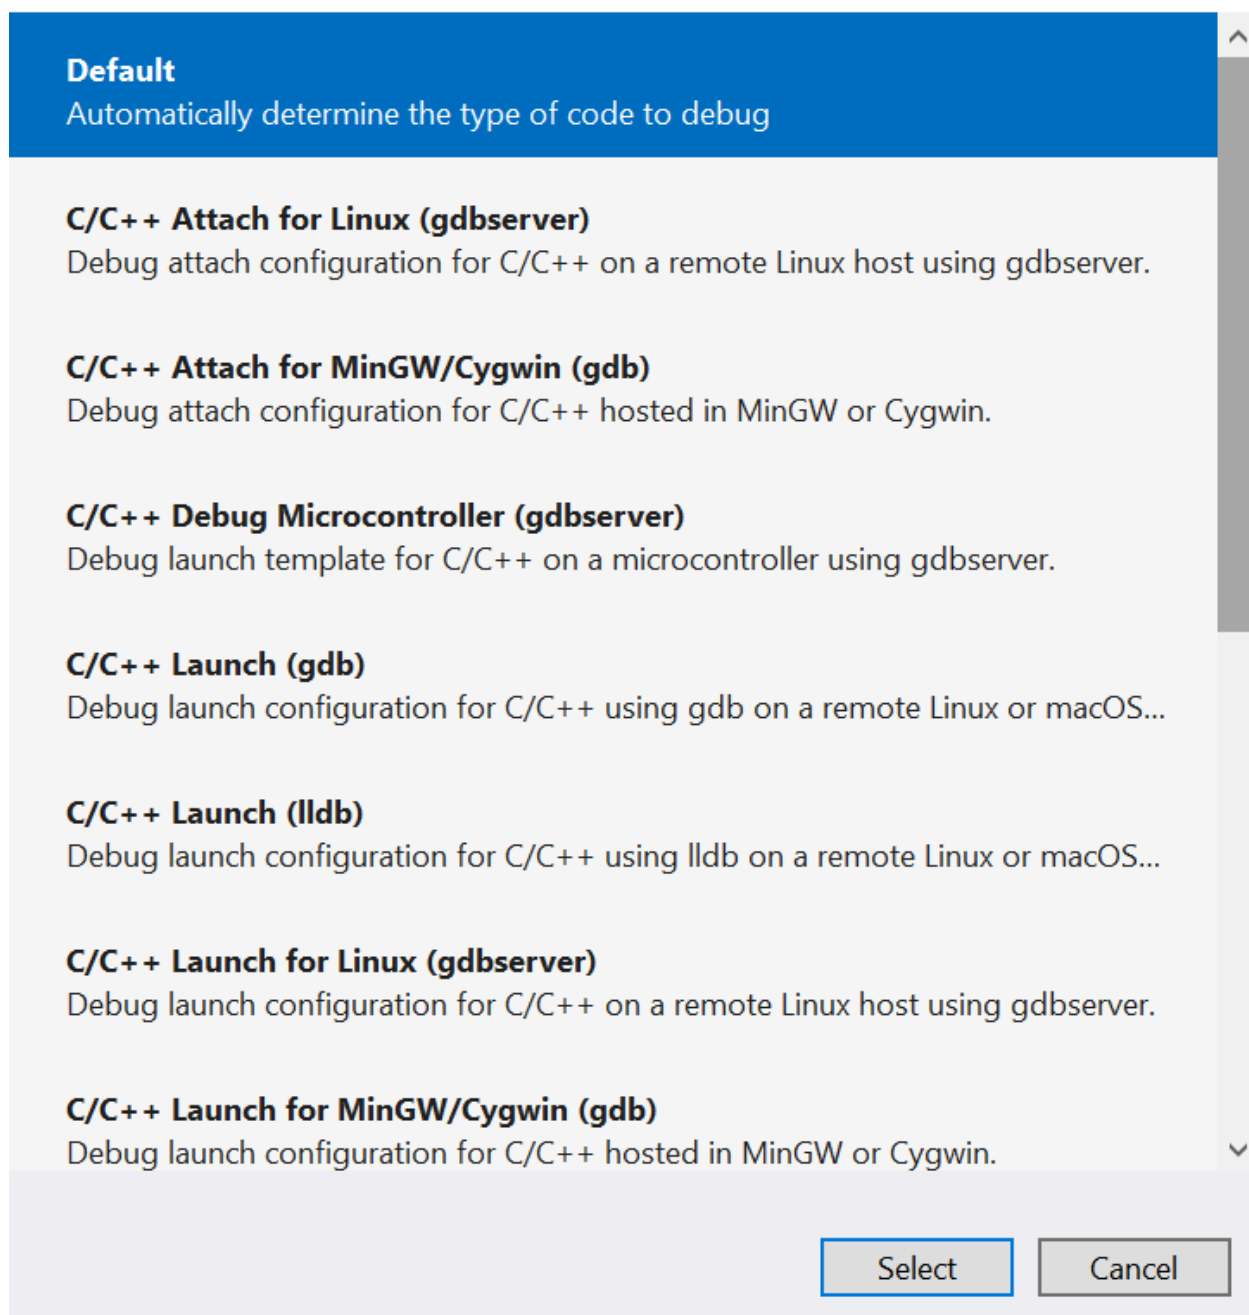 Default
Automatically determine the type of code to debug
C/C++ Attach for Linux (gdbserver)
Debug attach configuration for C/C++ on a remote Linux host using gdbserver.
C/C++ Attach for MinGW/Cygwin (gdb)
Debug attach configuration for C/C++ hosted in MinGW or Cygwin.
C/C++ Debug Microcontroller (gdbserver)
Debug launch template for C/C++ on a microcontroller using gdbserver.
C/C++ Launch (gdb)
Debug launch configuration for C/C++ using gdb on a remote Linux or macOS...
C/C++ Launch (lldb)
Debug launch configuration for C/C++ using lldb on a remote Linux or macOS...
C/C++ Launch for Linux (gdbserver)
Debug launch configuration for C/C++ on a remote Linux host using gdbserver.
C/C++ Launch for MinGW/Cygwin (gdb)
Debug launch configuration for C/C++ hosted in MinGW or Cygwin.
Select
Cancel